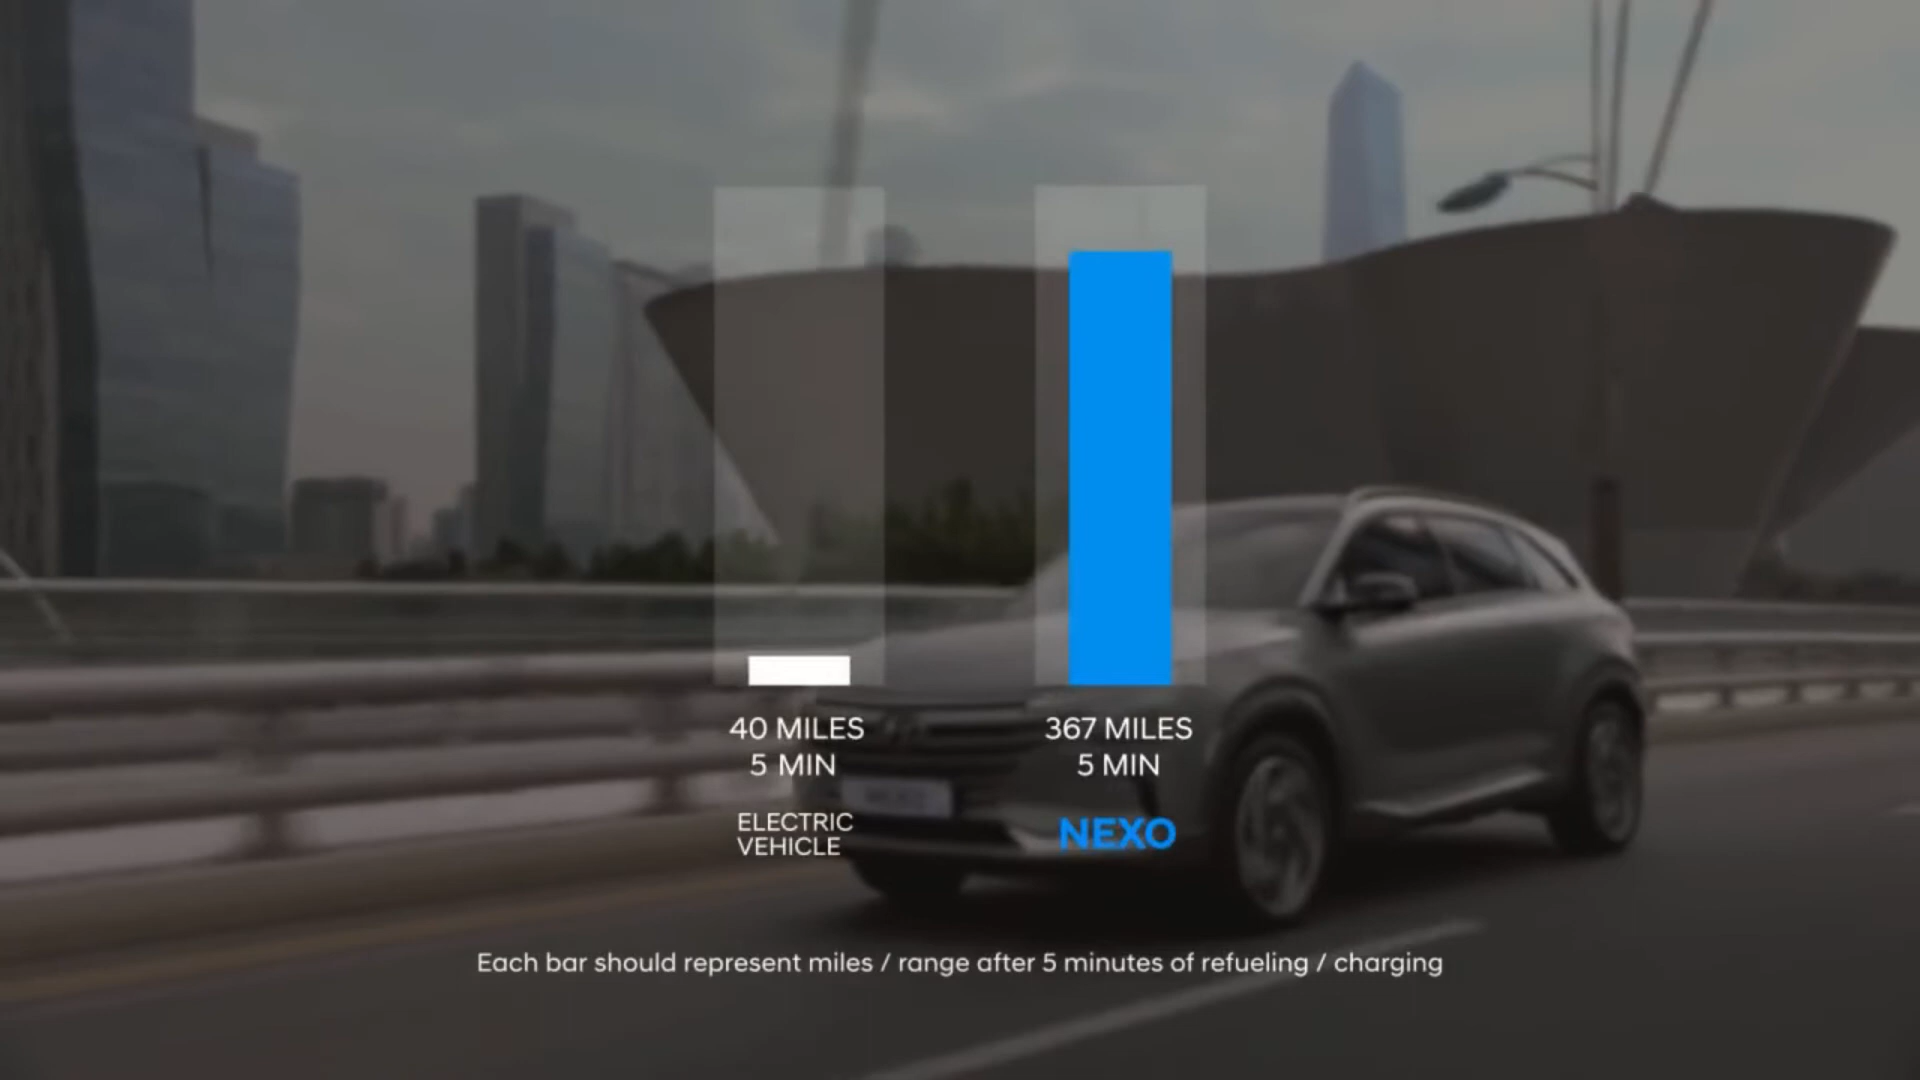 40 MILES
5 MIN
ELECTRIC
VEHICLE
367 MILES
5 MIN
NEXO
Each bar should represent miles / range after 5 minutes of refueling / charging